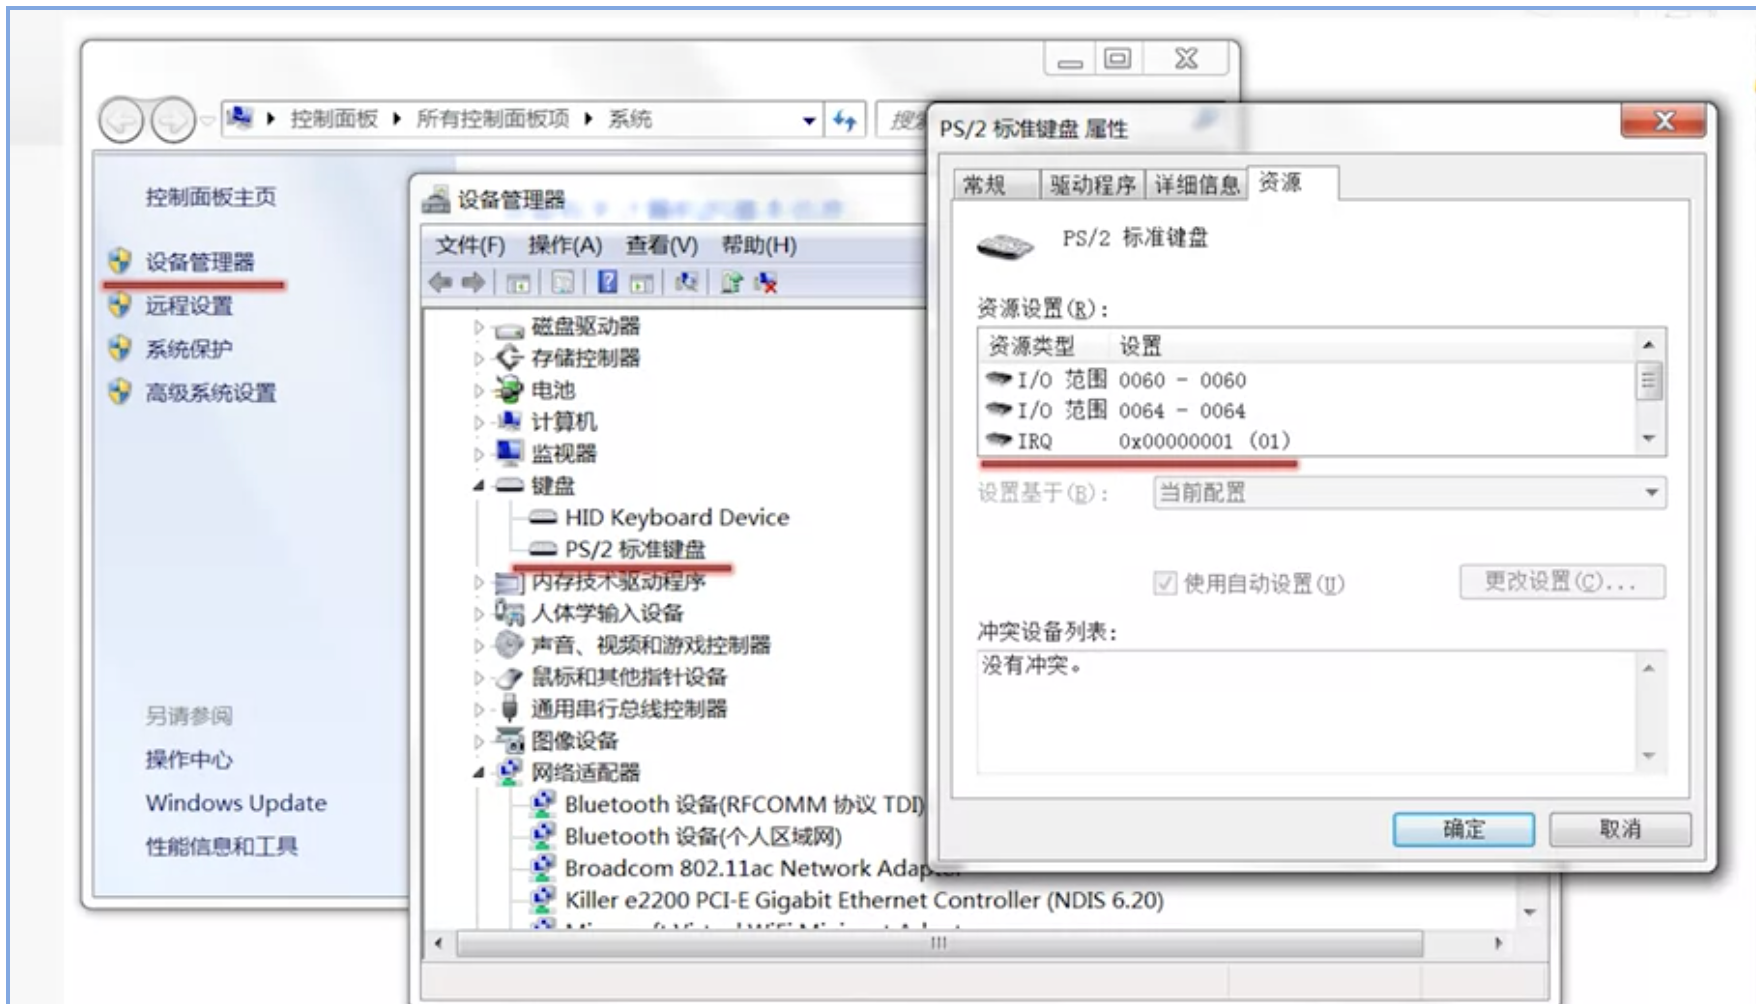 控制面板 所有控制面板项 系统
控制面板主页
设备管理器
远程设置
系统保护
高级系统设置
另请参阅
操作中心
Windows Update
性能信息和工具
设备管理器
文件(F) 操作(A) 查看(V) 帮助(H)
磁盘驱动器
存储控制器
电池
计算机
监视器
键盘
HID Keyboard Device
PS/2 标准键盘
内存技术驱动程序
人体学输入设备
声音、视频和游戏控制器
鼠标和其他指针设备
通用串行总线控制器
图像设备
网络适配器
Bluetooth 设备(RFCOMM 协议 TDI)
Bluetooth 设备(个人区域网)
Broadcom 802.11ac Network
Killer e2200 PCI-E Gigabit Ethernet Controller (NDIS 6.20)
PS/2 标准键盘 属性
常规 驱动程序 详细信息 资源
PS/2 标准键盘
资源设置(R):
资源类型 设置
I/O 范围 0060 - 0060
I/O 范围 0064 - 0064
IRQ 0x00000001 (01)
设置基于(B): 当前配置
使用自动设置(U) 更改设置(C)...
冲突设备列表:
没有冲突。
确定 取消